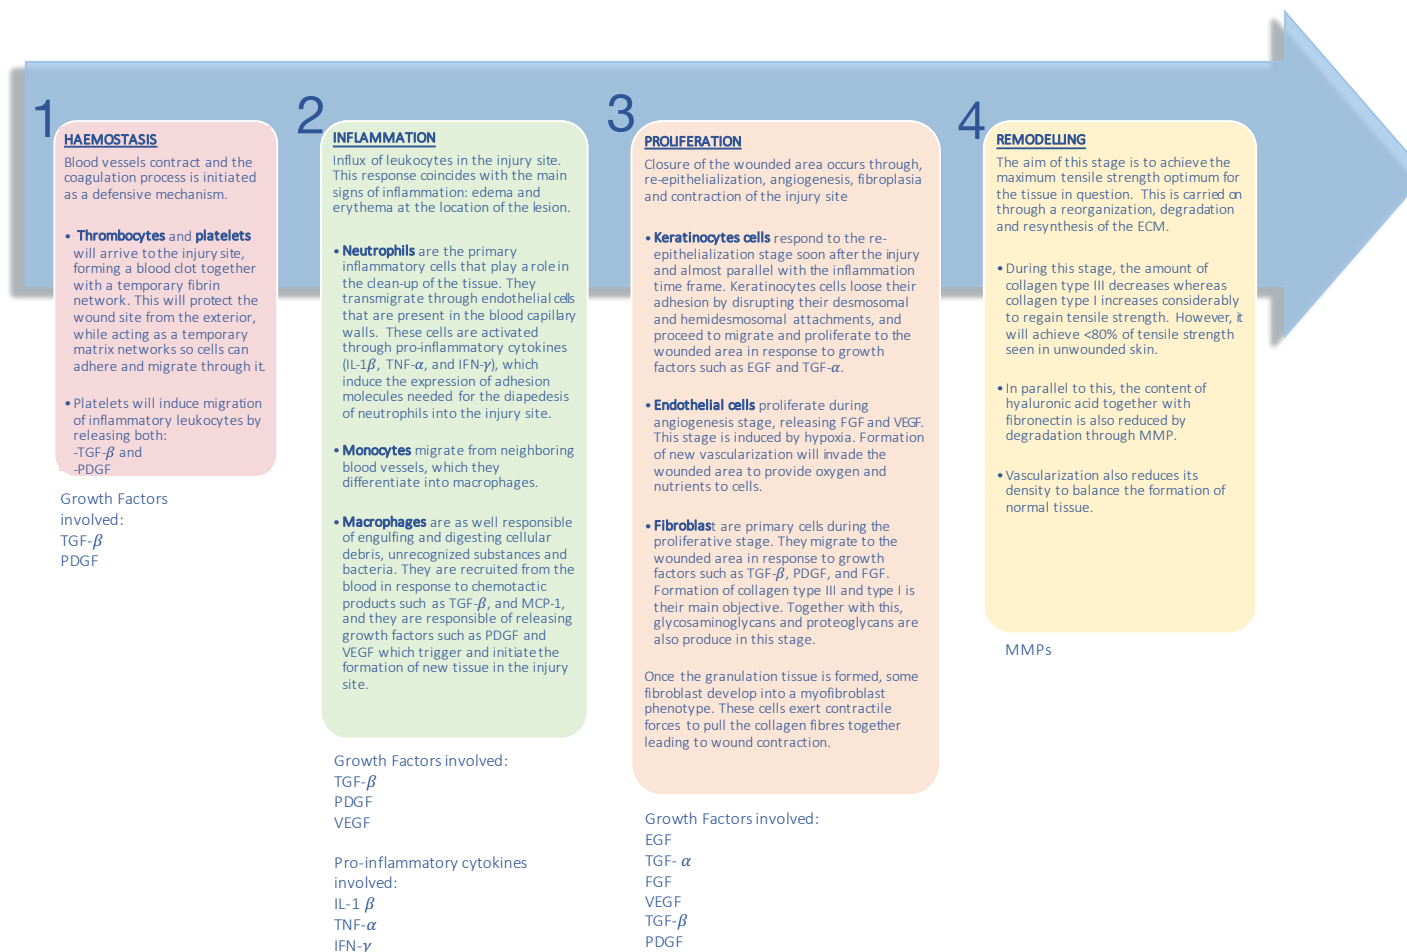 1
HAEMOSTASIS
Blood vessels contract and the
coagulation process is initiated
as a defensive mechanism.
• Thrombocytes and platelets
will arrive to the injury site,
forming a blood clot together
with a temporary fibrin
network. This will protect the
wound site from the exterior,
while acting as a temporary
matrix networks so cells can
adhere and migrate through it.
• Platelets will induce migration
of inflammatory leukocytes by
releasing both:
-TGF-β and
-PDGF
Growth Factors
involved:
TGF-β
PDGF
2
INFLAMMATION
Influx of leukocytes in the injury site.
This response coincides with the main
signs of inflammation: edema and
erythema at the location of the lesion.
• Neutrophils are the primary
inflammatory cells that play a role in
the clean-up of the tissue. They
transmigrate through endothelial cells
that are present in the blood capillary
walls. These cells are activated
through pro-inflammatory cytokines
(IL-1β, TNF-α, and IFN-γ), which
induce the expression of adhesion
molecules needed for the diapedesis
of neutrophils into the injury site.
• Monocytes migrate from neighboring
blood vessels, which they
differentiate into macrophages.
• Macrophages are as well responsible
of engulfing and digesting cellular
debris, unrecognized substances and
bacteria. They are recruited from the
blood in response to chemotactic
products such as TGF-β, and MCP-1,
and they are responsible of releasing
growth factors such as PDGF and
VEGF which trigger and initiate the
formation of new tissue in the injury
site.
Growth Factors involved:
TGF-β
PDGF
VEGF
Pro-inflammatory cytokines
involved:
IL-1 β
TNF-α
IFN-γ
3
PROLIFERATION
Closure of the wounded area occurs through,
re-epithelialization, angiogenesis, fibroplasia
and contraction of the injury site
• Keratinocytes cells respond to the re-
epithelialization stage soon after the injury
and almost parallel with the inflammation
time frame. Keratinocytes cells loose their
adhesion by disrupting their desmosomal
and hemidesmosomal attachments, and
proceed to migrate and proliferate to the
wounded area in response to growth
factors such as EGF and TGF-α.
• Endothelial cells proliferate during
angiogenesis stage, releasing FGF and VEGF.
This stage is induced by hypoxia. Formation
of new vascularization will invade the
wounded area to provide oxygen and
nutrients to cells.
• Fibroblast are primary cells during the
proliferative stage. They migrate to the
wounded area in response to growth
factors such as TGF-β, PDGF, and FGF.
Formation of collagen type III and type I is
their main objective. Together with this,
glycosaminoglycans and proteoglycans are
also produce in this stage.
Once the granulation tissue is formed, some
fibroblast develop into a myofibroblast
phenotype. These cells exert contractile
forces to pull the collagen fibres together
leading to wound contraction.
Growth Factors involved:
EGF
TGF- α
FGF
VEGF
TGF-β
PDGF
4
REMODELLING
The aim of this stage is to achieve the
maximum tensile strength optimum for
the tissue in question. This is carried on
through a reorganization, degradation
and resynthesis of the ECM.
• During this stage, the amount of
collagen type III decreases whereas
collagen type I increases considerably
to regain tensile strength. However, it
will achieve <80% of tensile strength
seen in unwounded skin.
• In parallel to this, the content of
hyaluronic acid together with
fibronectin is also reduced by
degradation through MMP.
• Vascularization also reduces its
density to balance the formation of
normal tissue.
MMPs